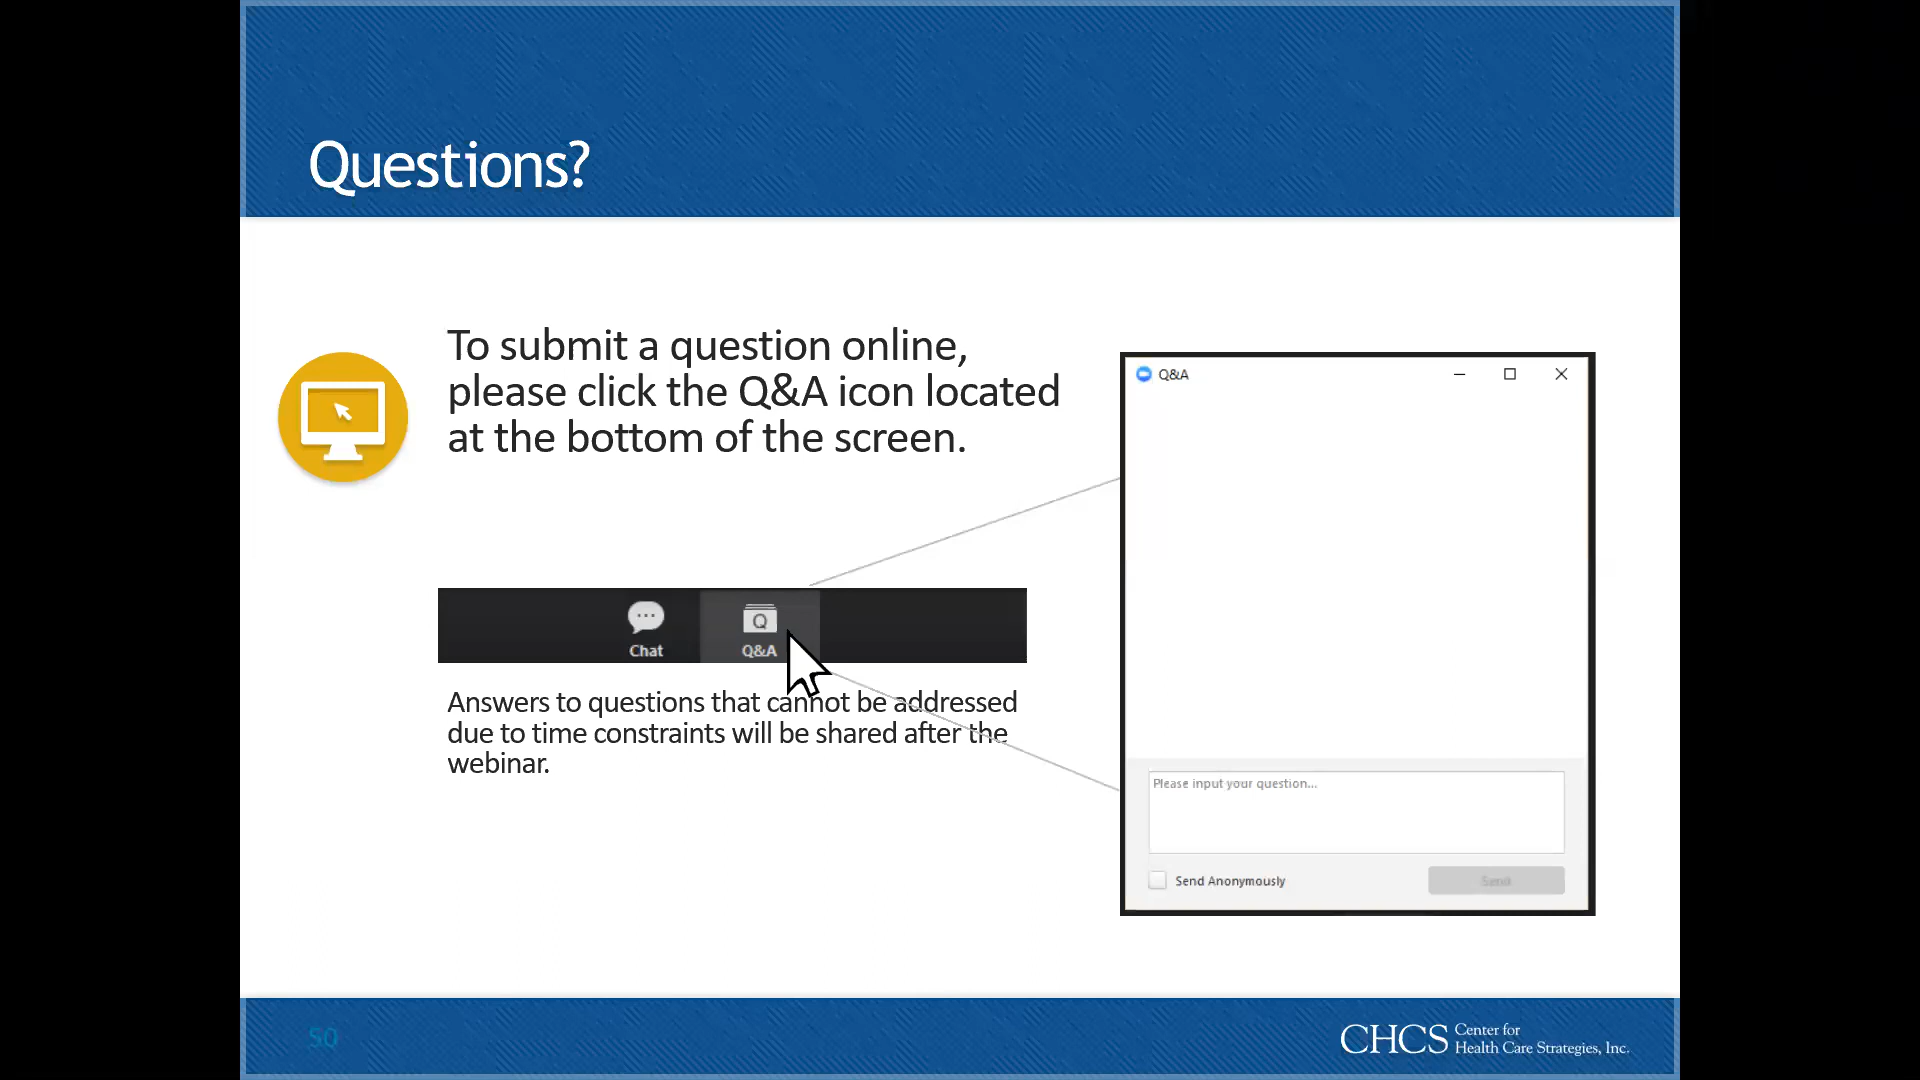 Questions?
To submit a question online,
please click the Q&A icon located
at the bottom of the screen.
Q&A
Q
Chat
Q&A
Answers to questions that cannot be addressed
due to time constraints will be shared after the
webinar.
Please input your question...
Send Anonymously
Send
50
CHCS Center for
Health Care Strategies, Inc.